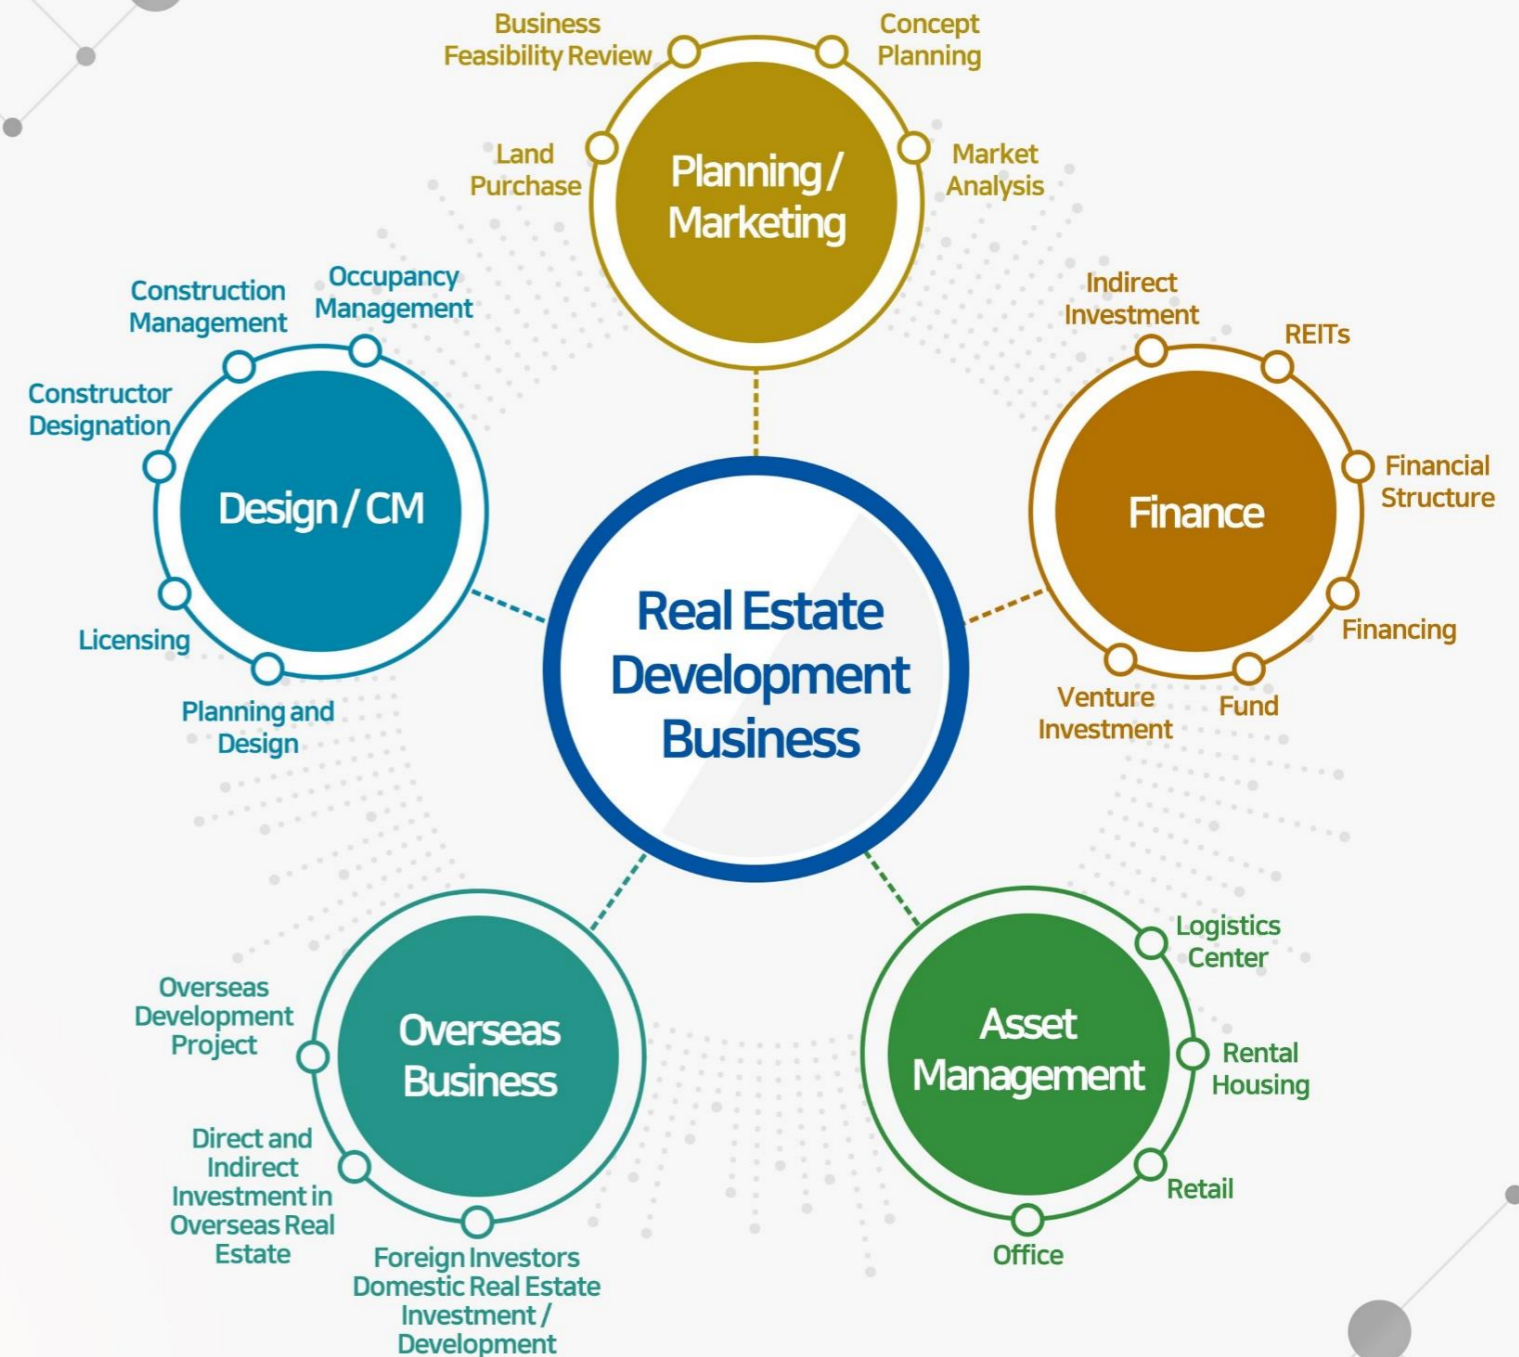 Business
Feasibility Review
Concept
Planning
Land
Purchase
Planning /
Marketing
Market
Analysis
Construction
Management
Occupancy
Management
Constructor
Designation
Design / CM
Licensing
Planning and
Design
Indirect
Investment
REITs
Financial
Structure
Finance
Financing
Fund
Venture
Investment
Real Estate
Development
Business
Overseas
Development
Project
Overseas
Business
Direct and
Indirect
Investment in
Overseas Real
Estate
Foreign Investors
Domestic Real Estate
Investment /
Development
Logistics
Center
Asset
Management
Rental
Housing
Retail
Office